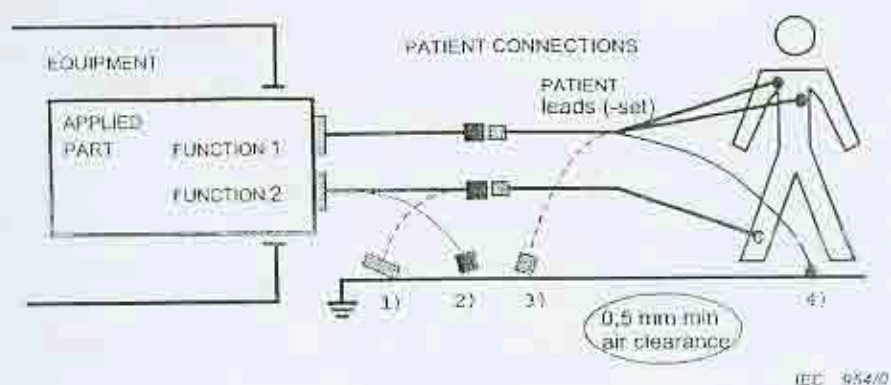 PATIENT CONNECTIONS
EQUIPMENT
PATIENT
leads (-set)
APPLIED
PART
FUNCTION 1
FUNCTION 2
1)
2)
3)
4)
0,5 mm min
air clearance
IEC